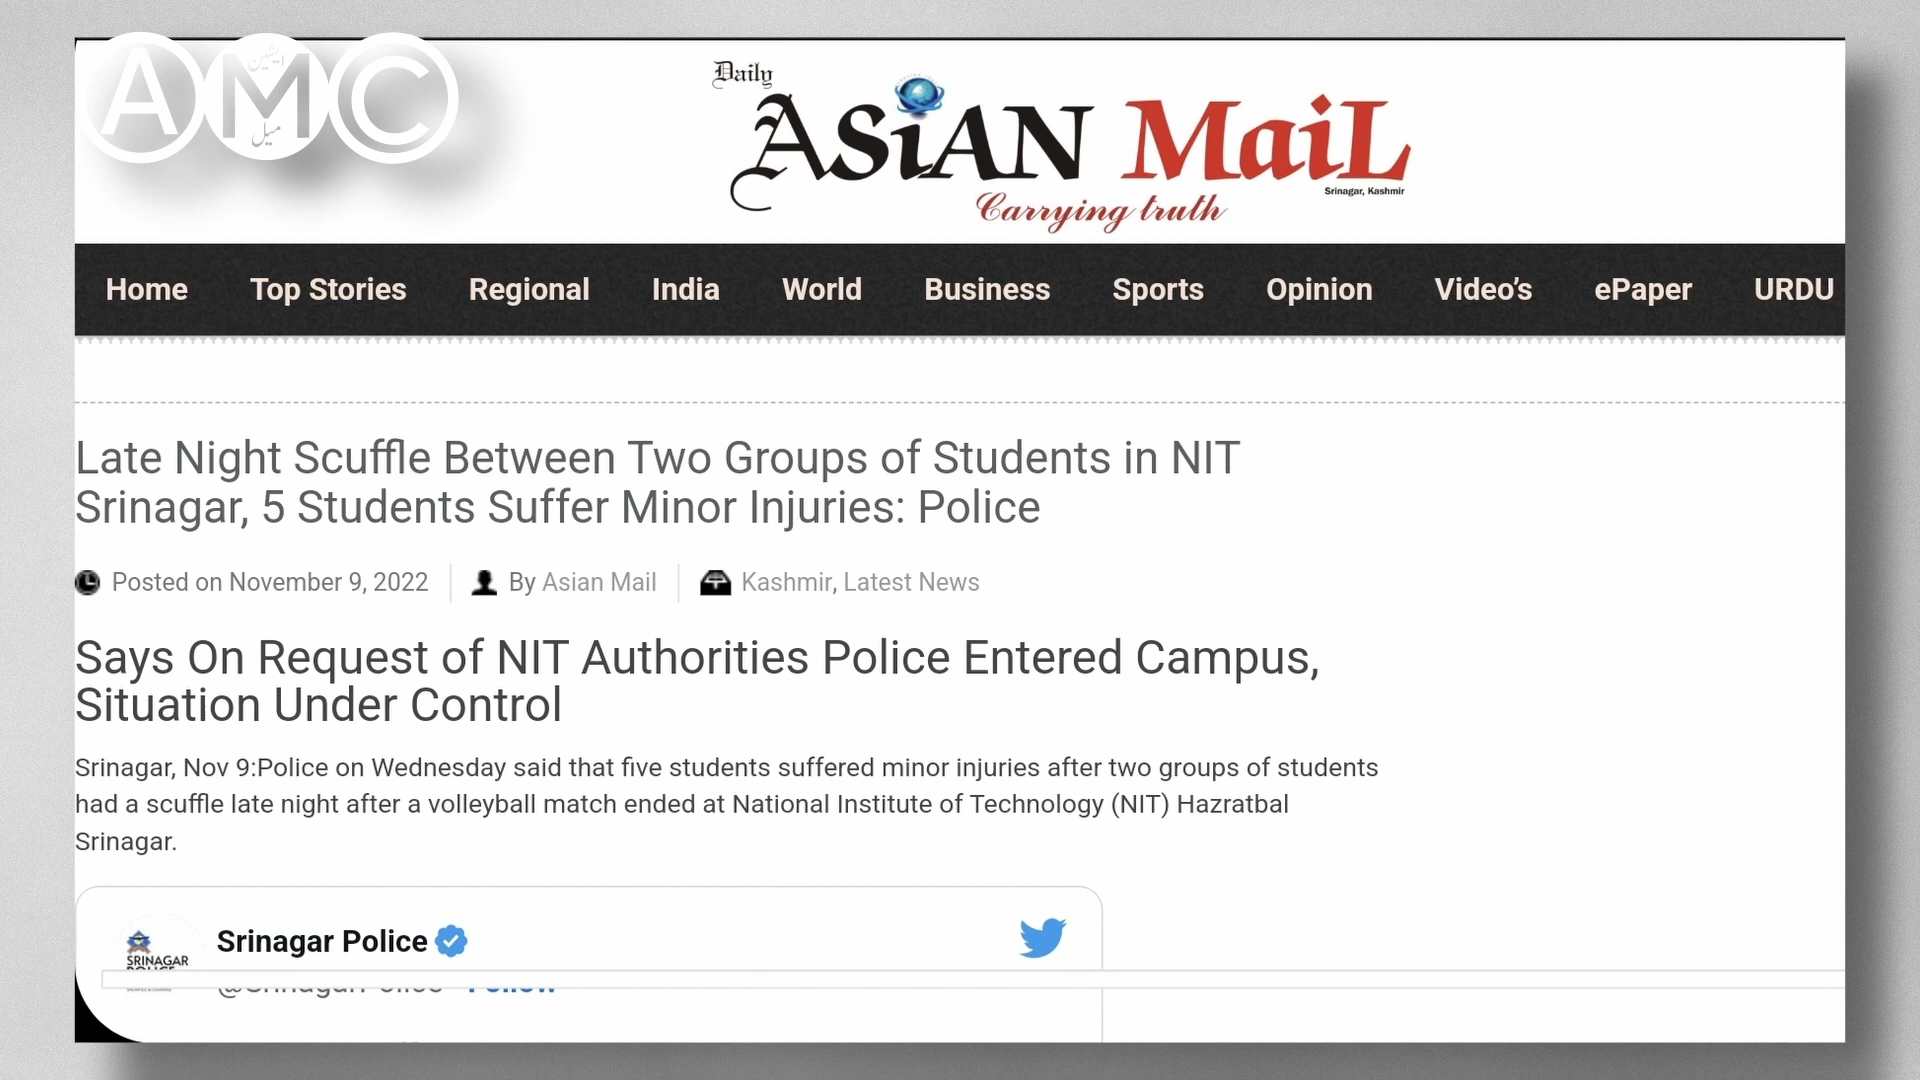 AMC
ایشین
میل
Daily
ASiAN MaiL
Srinagar, Kashmir
Carrying truth
Home Top Stories Regional India World Business Sports Opinion Video’s ePaper URDU
Late Night Scuffle Between Two Groups of Students in NIT
Srinagar, 5 Students Suffer Minor Injuries: Police
Posted on November 9, 2022 By Asian Mail Kashmir, Latest News
Says On Request of NIT Authorities Police Entered Campus,
Situation Under Control
Srinagar, Nov 9:Police on Wednesday said that five students suffered minor injuries after two groups of students
had a scuffle late night after a volleyball match ended at National Institute of Technology (NIT) Hazratbal
Srinagar.
Srinagar Police
SRINAGAR
POLICE
@SrinagarPolice · Follow